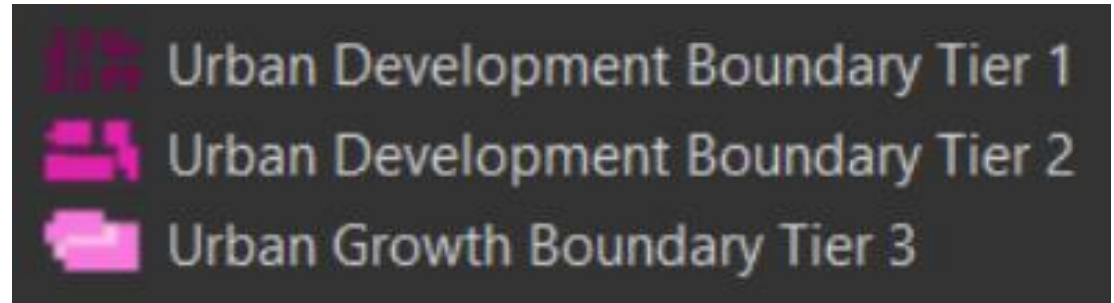 Urban Development Boundary Tier 1
Urban Development Boundary Tier 2
Urban Growth Boundary Tier 3